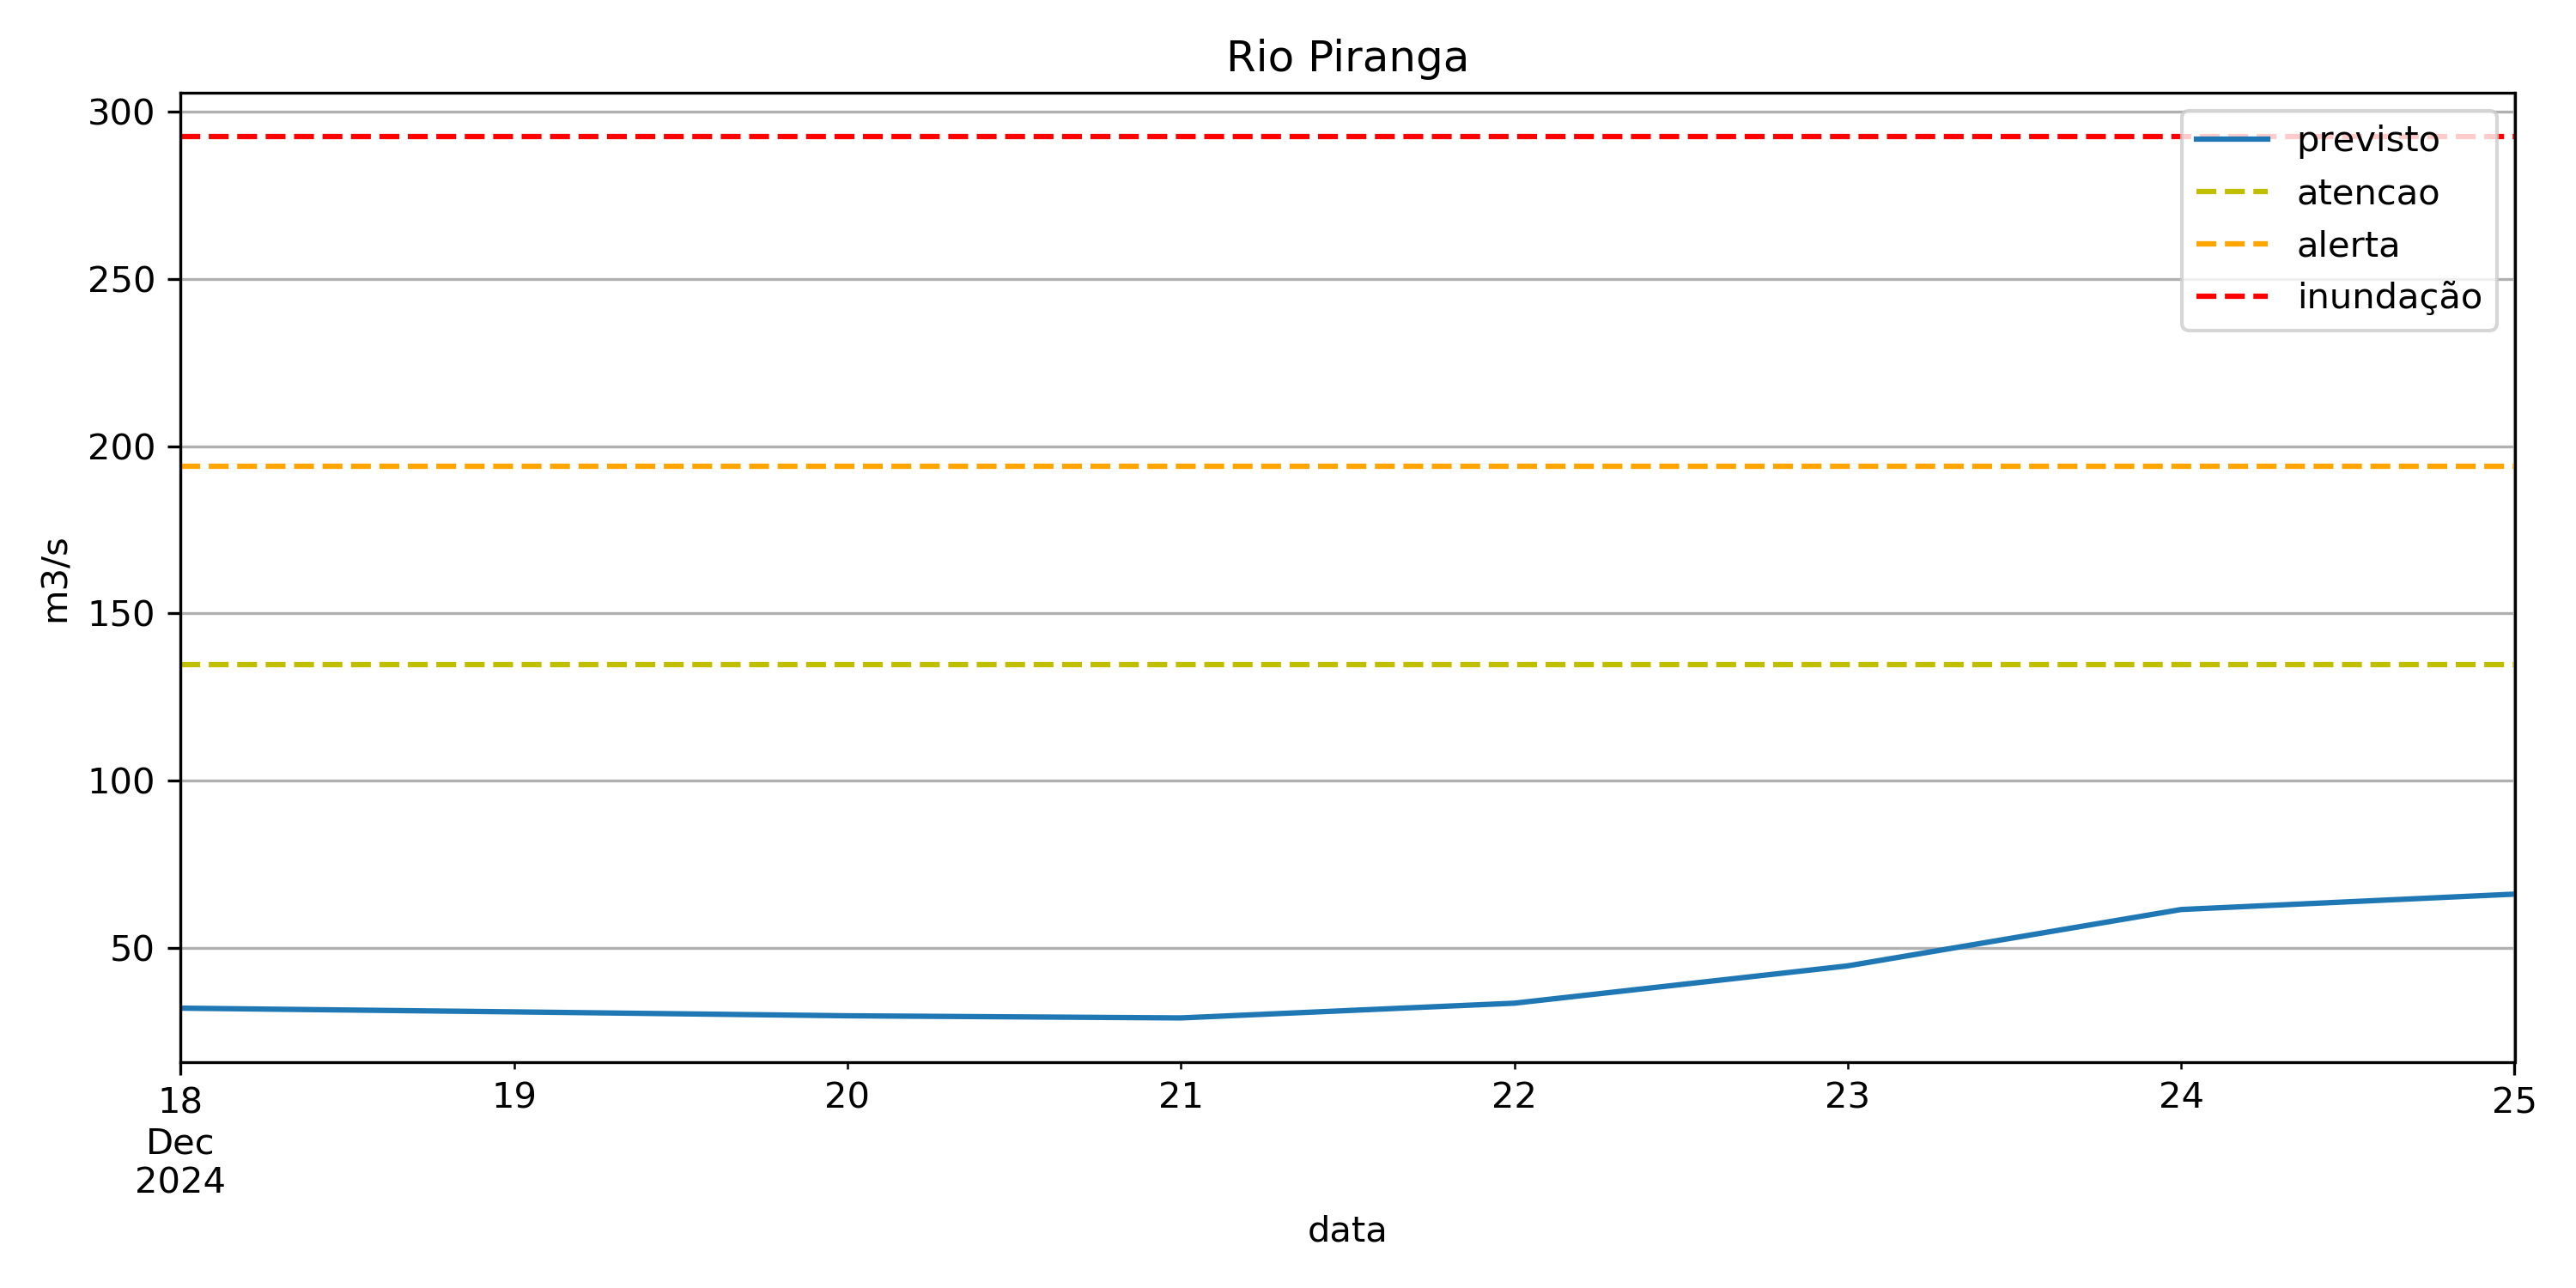 Rio Piranga
300
250
200
150
100
50
m3/s
previsto
atencao
alerta
inundação
18 19 20 21 22 23 24 25
Dec
2024
data